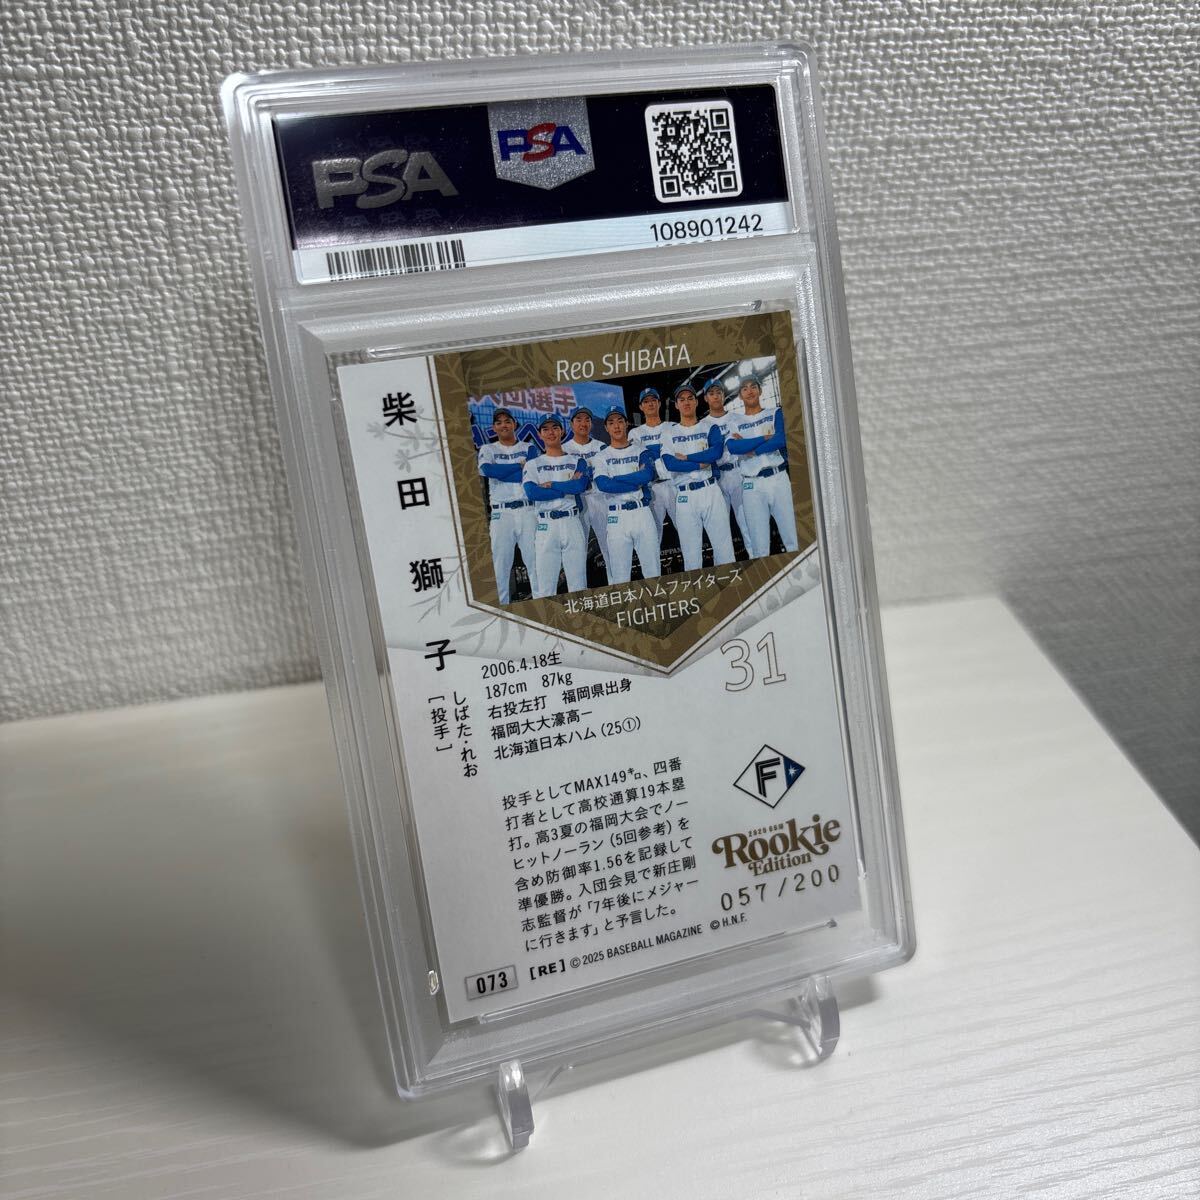 PSA
PSA
108901242
Reo SHIBATA
柴田 獅子
しばた・れお
［投手］
入団選手
FIGHTERS
FIGHTERS
FIGHTERS
FIGHTERS
FIGHTERS
北海道日本ハムファイターズ
FIGHTERS
31
2006.4.18生
187cm 87kg
右投左打 福岡県出身
福岡大大濠高ー
北海道日本ハム（25①）
投手としてMAX149㌔、四番
打者として高校通算19本塁
打。高3夏の福岡大会でノー
ヒットノーラン（5回参考）を
含め防御率1.56を記録して
準優勝。入団会見で新庄剛
志監督が「7年後にメジャー
に行きます」と予言した。
F
2025 BBM
Rookie
Edition
057/200
073 [RE] © 2025 BASEBALL MAGAZINE © H.N.F.